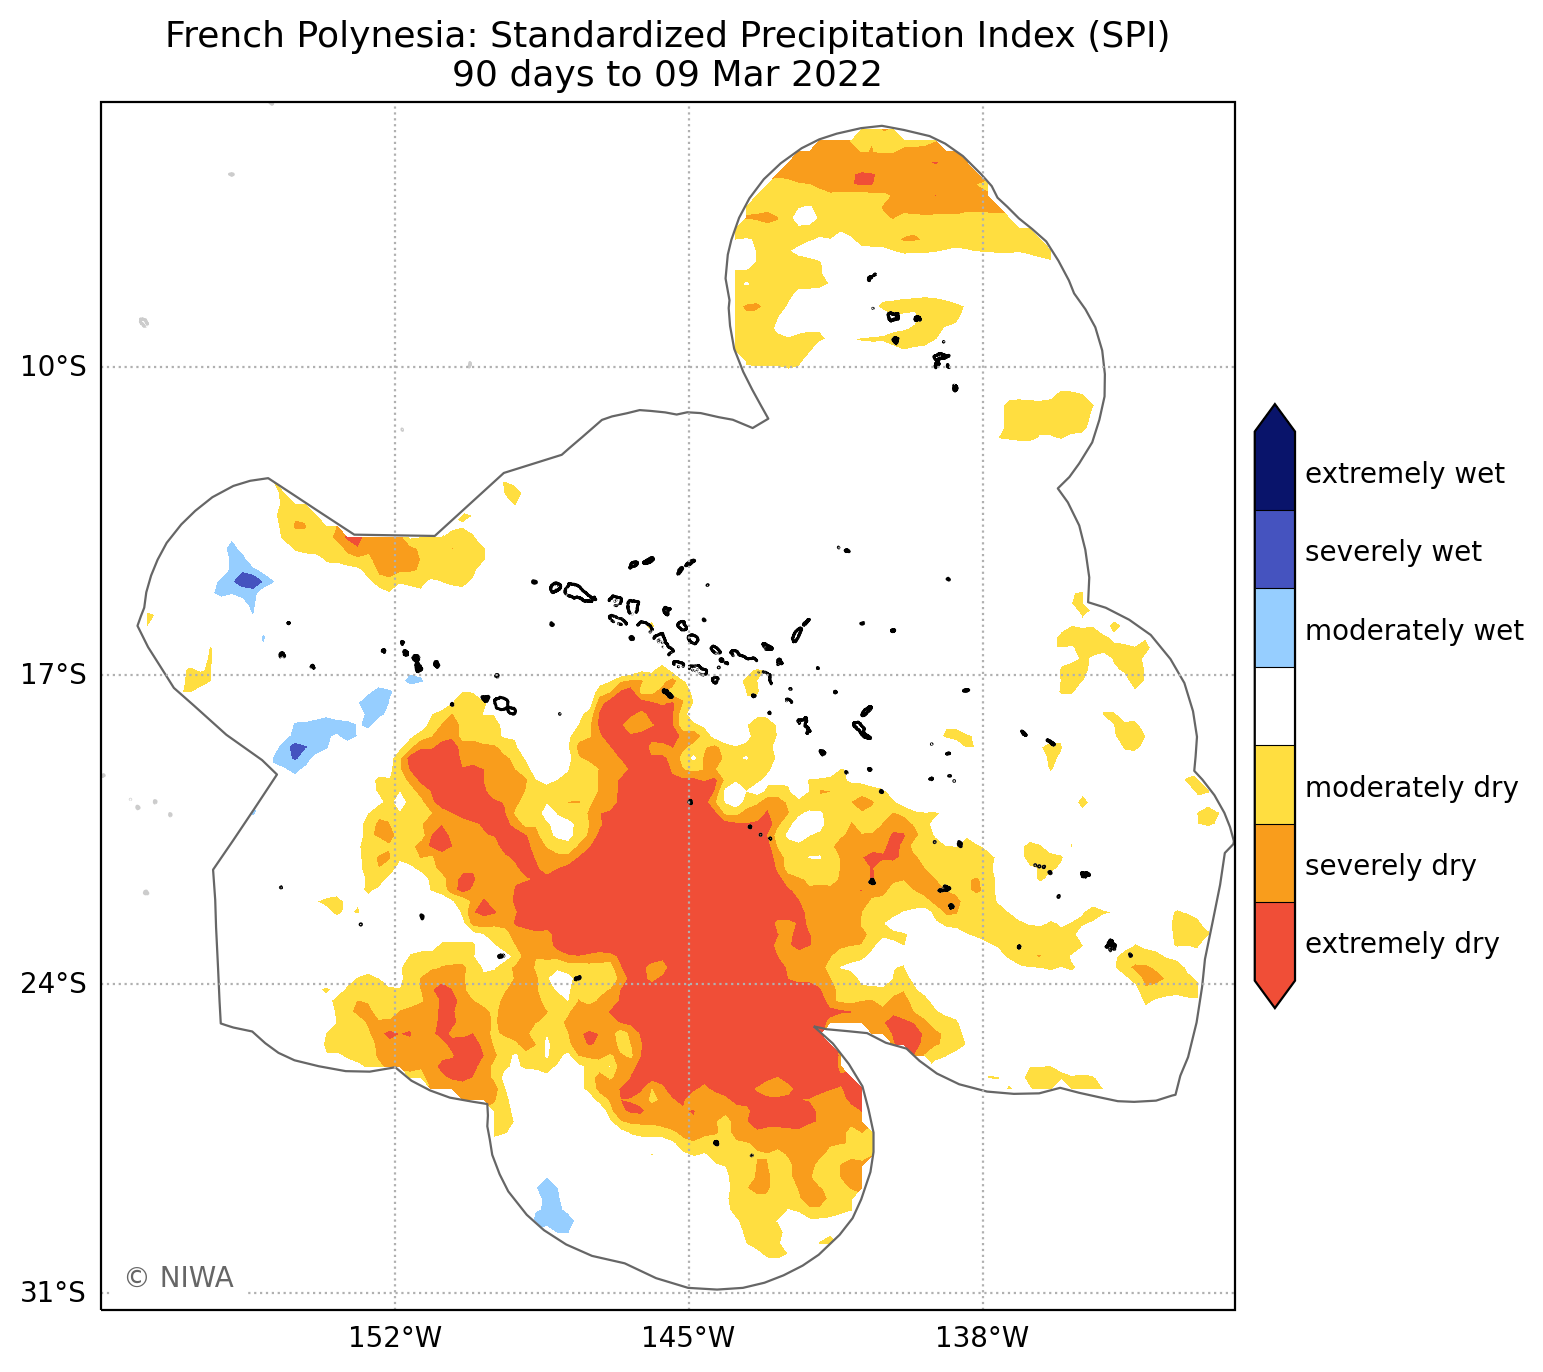 French Polynesia: Standardized Precipitation Index (SPI)
90 days to 09 Mar 2022
10°S
17°S
24°S
31°S
152°W
145°W
138°W
extremely wet
severely wet
moderately wet
moderately dry
severely dry
extremely dry
© NIWA